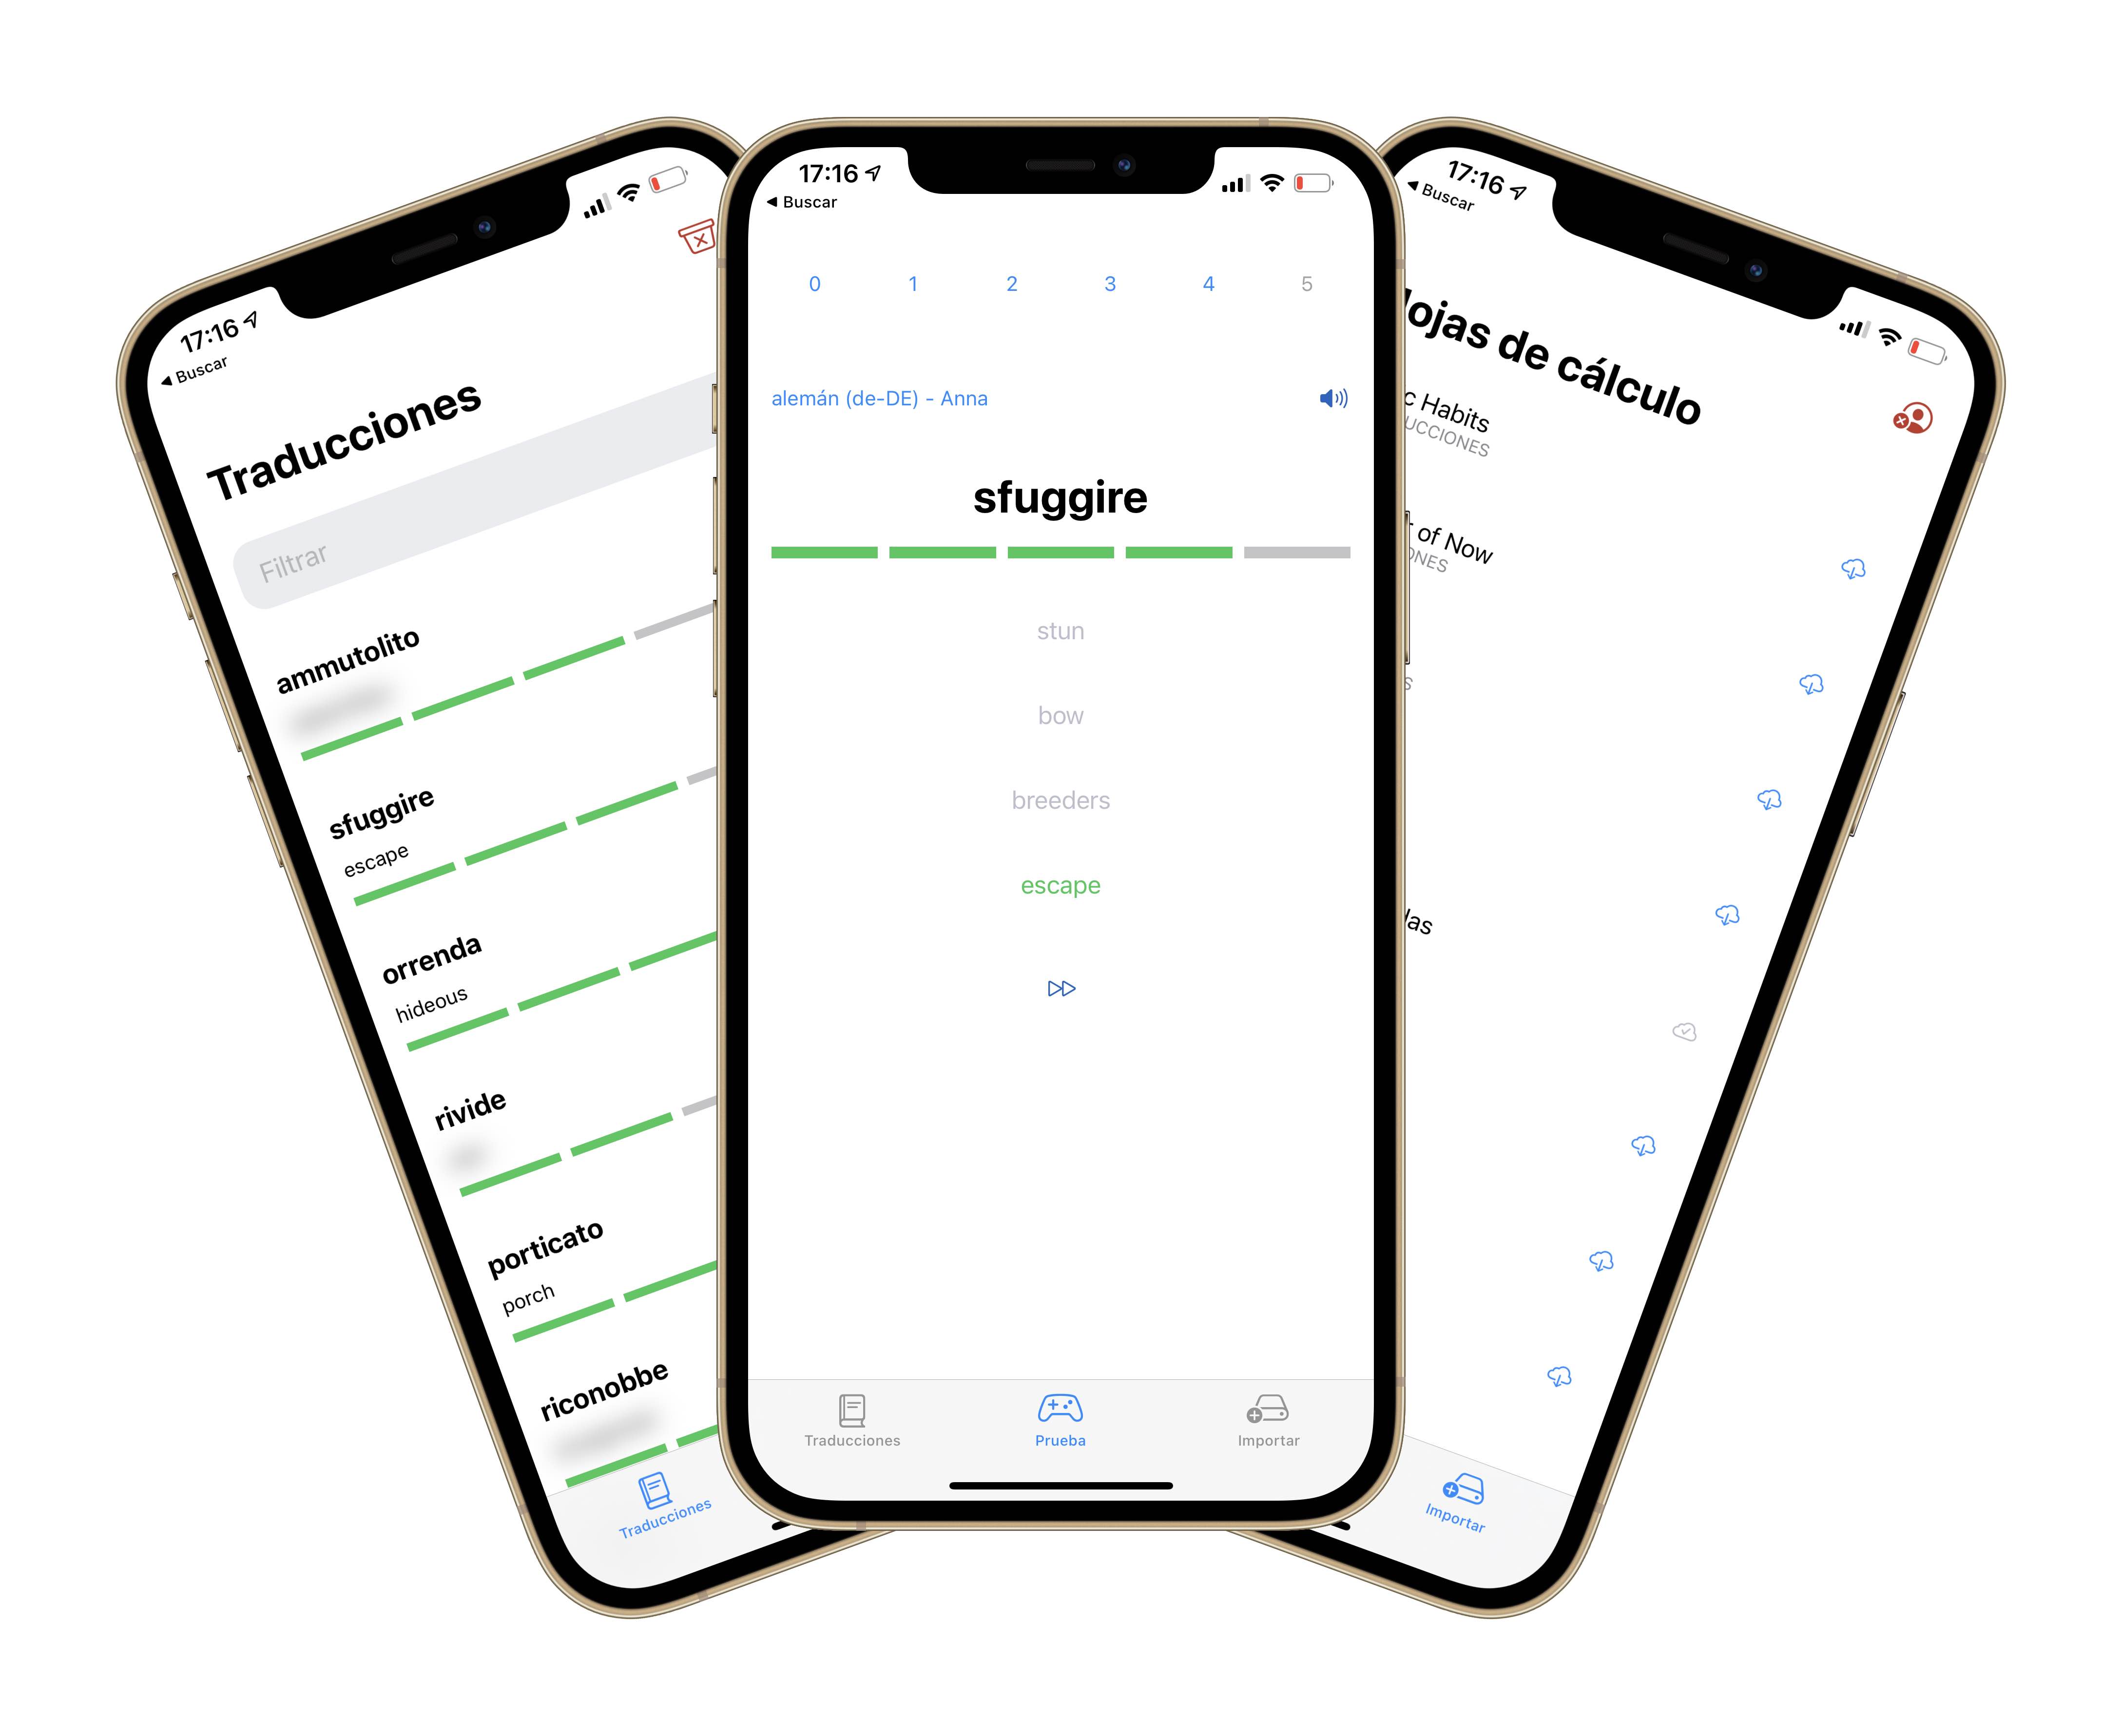 17:16
◀ Buscar
Traducciones
Filtrar
ammutolito
sfuggire
escape
orrenda
hideous
rivide
porticato
porch
riconobbe
Traducciones
17:16
◀ Buscar
0 1 2 3 4 5
alemán (de-DE) - Anna
sfuggire
stun
bow
breeders
escape
Traducciones Prueba Importar
17:16
◀ Buscar
ojas de cálculo
c Habits
UCCIONES
of Now
ONES
s
las
Importar